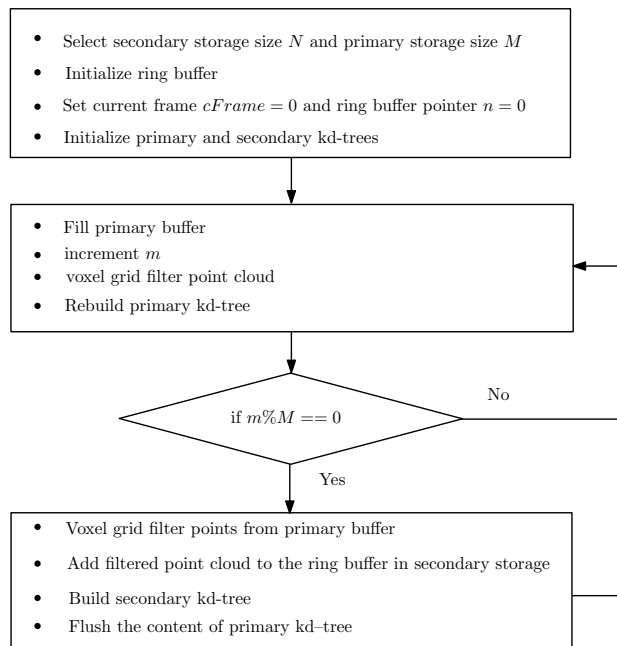 • Select secondary storage size N and primary storage size M
• Initialize ring buffer
• Set current frame cFrame = 0 and ring buffer pointer n = 0
• Initialize primary and secondary kd-trees
• Fill primary buffer
• increment m
• voxel grid filter point cloud
• Rebuild primary kd-tree
if m%M == 0
No
Yes
• Voxel grid filter points from primary buffer
• Add filtered point cloud to the ring buffer in secondary storage
• Build secondary kd-tree
• Flush the content of primary kd–tree